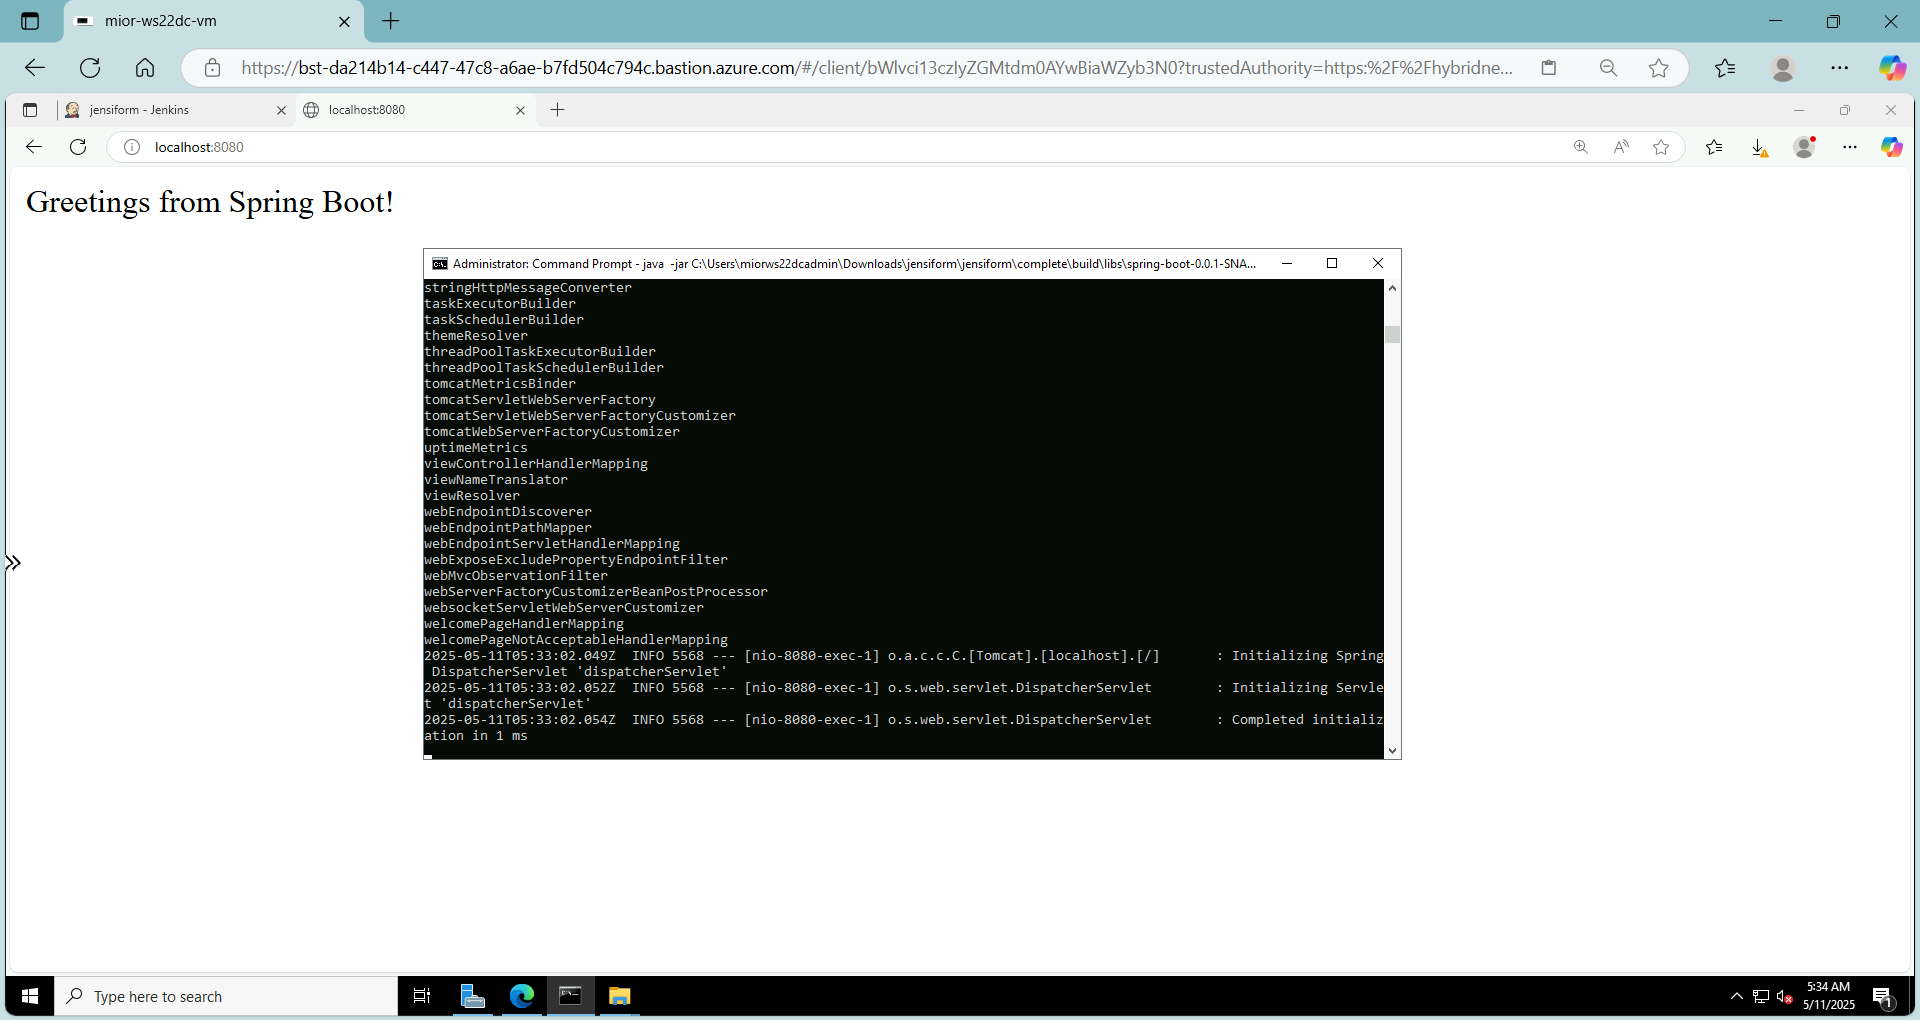 mior-ws22dc-vm
https://bst-da214b14-c447-47c8-a6ae-b7fd504c794c.bastion.azure.com/#/client/bWlvci13czIyZGMtdm0AYwBiaWZyb3N0?trustedAuthority=https:%2F%2Fhybridne...
jensiform - Jenkins
localhost:8080
localhost:8080
Greetings from Spring Boot!
Administrator: Command Prompt - java -jar C:\Users\miorws22dcadmin\Downloads\jensiform\jensiform\complete\build\libs\spring-boot-0.0.1-SNA...
stringHttpMessageConverter
taskExecutorBuilder
taskSchedulerBuilder
themeResolver
threadPoolTaskExecutorBuilder
threadPoolTaskSchedulerBuilder
tomcatMetricsBinder
tomcatServletWebServerFactory
tomcatServletWebServerFactoryCustomizer
tomcatWebServerFactoryCustomizer
uptimeMetrics
viewControllerHandlerMapping
viewNameTranslator
viewResolver
webEndpointDiscoverer
webEndpointPathMapper
webEndpointServletHandlerMapping
webExposeExcludePropertyEndpointFilter
webMvcObservationFilter
webServerFactoryCustomizerBeanPostProcessor
websocketServletWebServerCustomizer
welcomePageHandlerMapping
welcomePageNotAcceptableHandlerMapping
2025-05-11T05:33:02.049Z  INFO 5568 --- [nio-8080-exec-1] o.a.c.c.C.[Tomcat].[localhost].[/]       : Initializing Spring
 DispatcherServlet 'dispatcherServlet'
2025-05-11T05:33:02.052Z  INFO 5568 --- [nio-8080-exec-1] o.s.web.servlet.DispatcherServlet        : Initializing Servle
t 'dispatcherServlet'
2025-05-11T05:33:02.054Z  INFO 5568 --- [nio-8080-exec-1] o.s.web.servlet.DispatcherServlet        : Completed initializ
ation in 1 ms
Type here to search
5:34 AM
5/11/2025
1